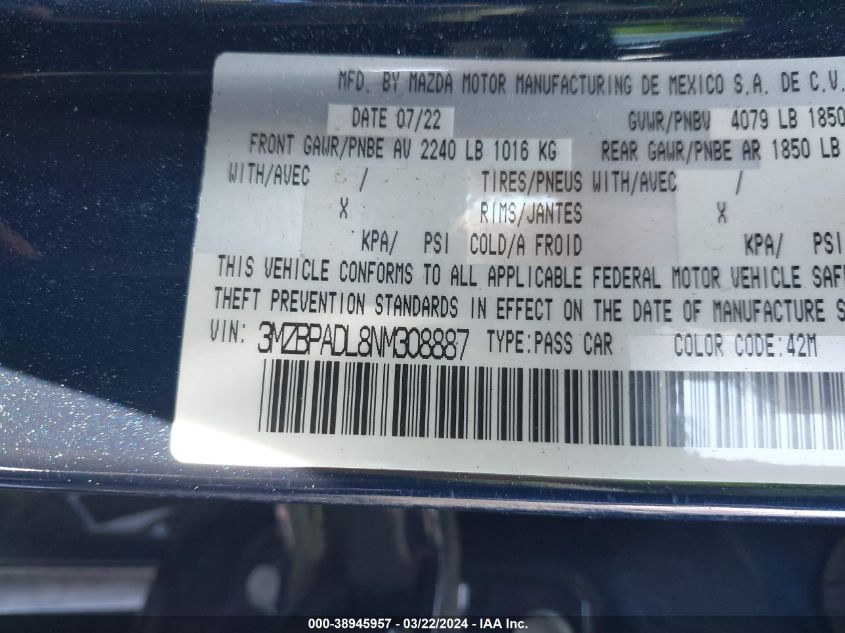 MFD. BY MAZDA MOTOR MANUFACTURING DE MEXICO S.A. DE C.V.
DATE 07/22 GVWR/PNBV 4079 LB 1850
FRONT GAWR/PNBE AV 2240 LB 1016 KG REAR GAWR/PNBE AR 1850 LB
WITH/AVEC / TIRES/PNEUS WITH/AVEC /
X RIMS/JANTES X
KPA/ PSI COLD/A FROID KPA/ PSI
THIS VEHICLE CONFORMS TO ALL APPLICABLE FEDERAL MOTOR VEHICLE SAF
THEFT PREVENTION STANDARDS IN EFFECT ON THE DATE OF MANUFACTURE S
VIN: 3MZBPADL8NM308887 TYPE:PASS CAR COLOR CODE:42M
000-38945957 - 03/22/2024 - IAA Inc.